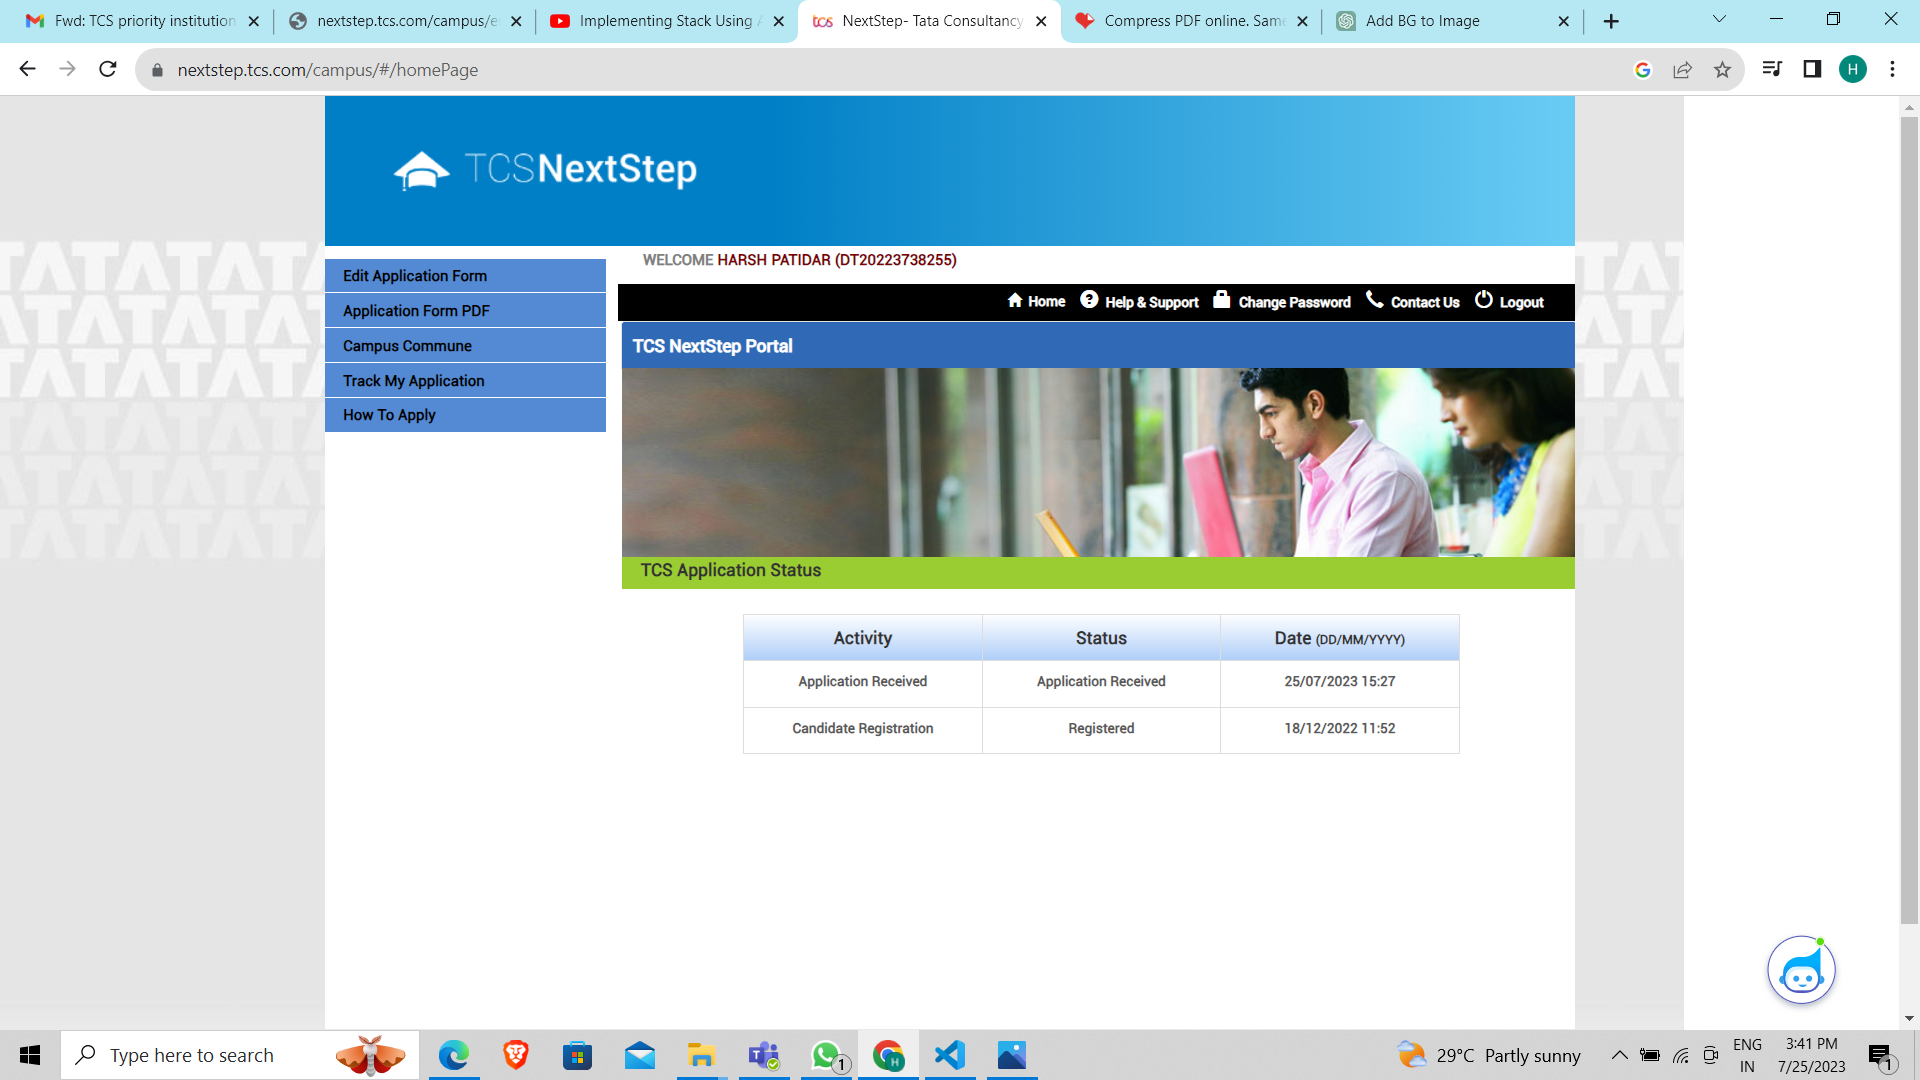 Fwd: TCS priority institution
nextstep.tcs.com/campus/e
Implementing Stack Using
NextStep- Tata Consultancy
Compress PDF online. Same
Add BG to Image
nextstep.tcs.com/campus/#/homePage
H
TCSNextStep
WELCOME HARSH PATIDAR (DT20223738255)
Edit Application Form
Application Form PDF
Campus Commune
Track My Application
How To Apply
Home Help & Support Change Password Contact Us Logout
TCS NextStep Portal
TCS Application Status
Activity Status Date (DD/MM/YYYY)
Application Received Application Received 25/07/2023 15:27
Candidate Registration Registered 18/12/2022 11:52
Type here to search
1
H
29°C Partly sunny
ENG
IN
3:41 PM
7/25/2023
1